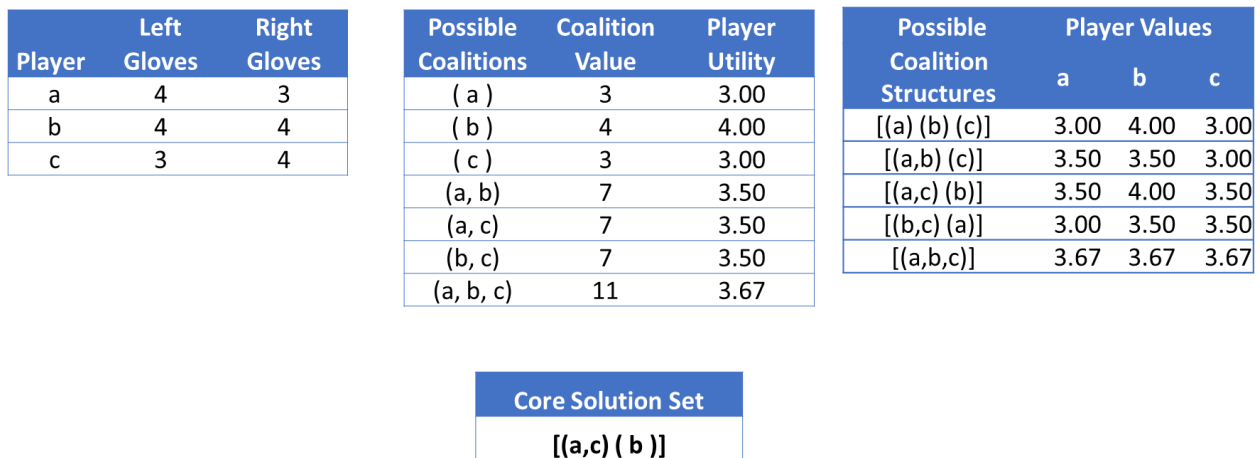 Player Left Gloves Right Gloves
a 4 3
b 4 4
c 3 4
Possible Coalitions Coalition Value Player Utility
( a ) 3 3.00
( b ) 4 4.00
( c ) 3 3.00
(a, b) 7 3.50
(a, c) 7 3.50
(b, c) 7 3.50
(a, b, c) 11 3.67
Possible Coalition Structures Player Values
a b c
[(a) (b) (c)] 3.00 4.00 3.00
[(a,b) (c)] 3.50 3.50 3.00
[(a,c) (b)] 3.50 4.00 3.50
[(b,c) (a)] 3.00 3.50 3.50
[(a,b,c)] 3.67 3.67 3.67
Core Solution Set
[(a,c) ( b )]